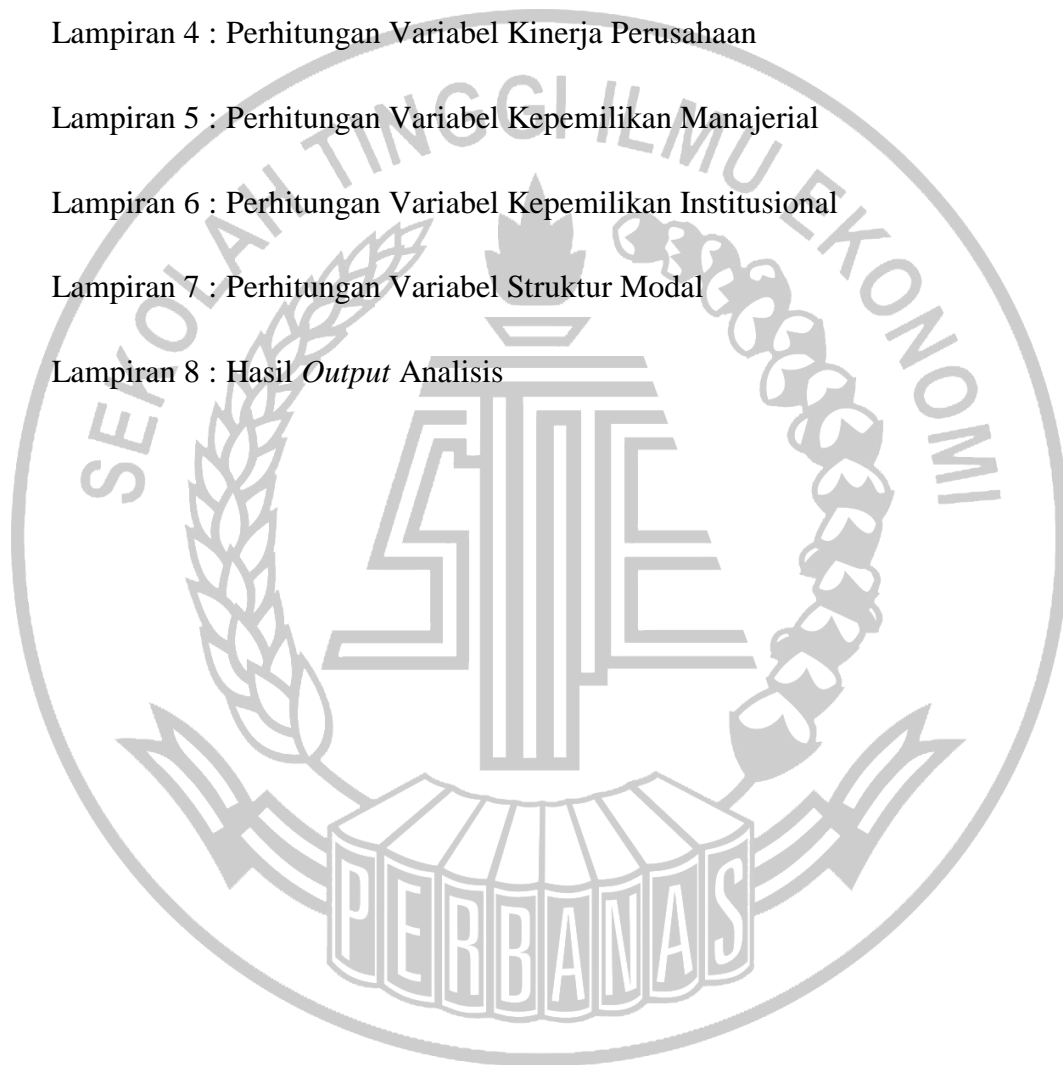 Lampiran 4 : Perhitungan Variabel Kinerja Perusahaan
Lampiran 5 : Perhitungan Variabel Kepemilikan Manajerial
Lampiran 6 : Perhitungan Variabel Kepemilikan Institusional
Lampiran 7 : Perhitungan Variabel Struktur Modal
Lampiran 8 : Hasil Output Analisis
SEKOLAH TINGGI ILMU EKONOMI
STIE
PERBANAS